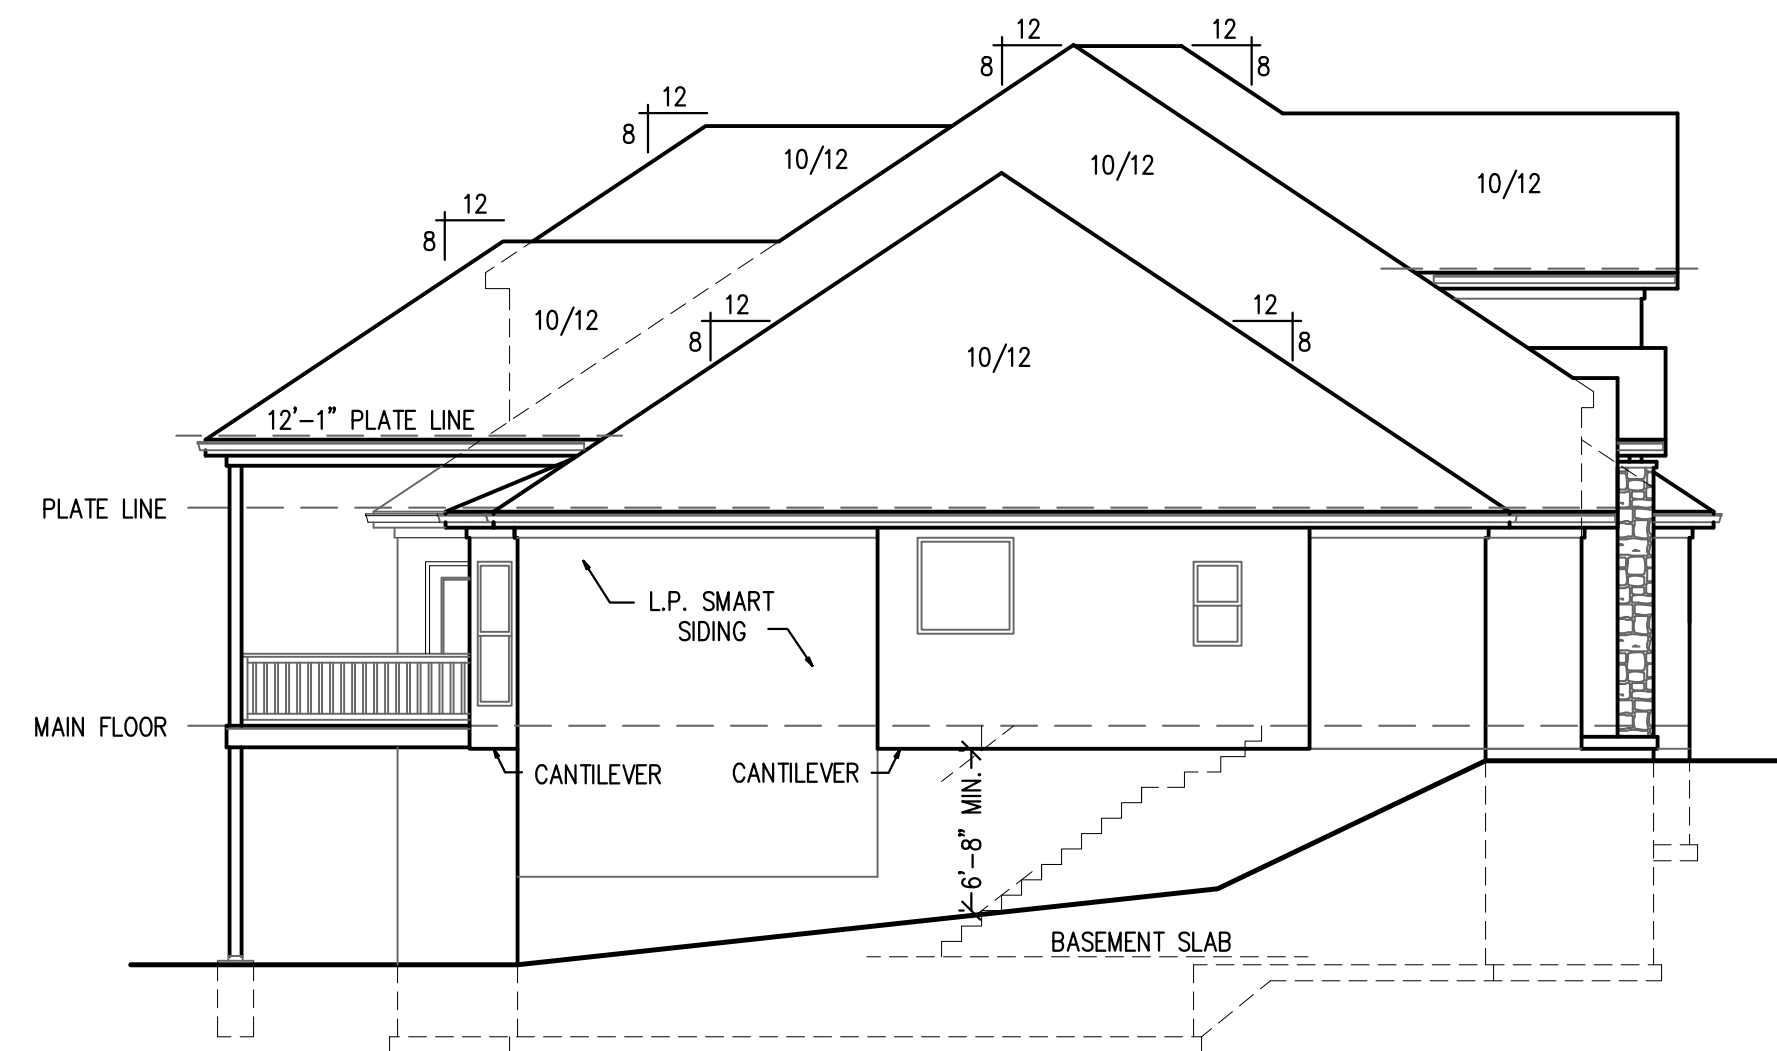 12
12
8
8
12
8
10/12
10/12
10/12
12
8
12
12
10/12
8
8
10/12
12'-1" PLATE LINE
PLATE LINE
L.P. SMART
SIDING
MAIN FLOOR
CANTILEVER
CANTILEVER
6'-8" MIN.
BASEMENT SLAB